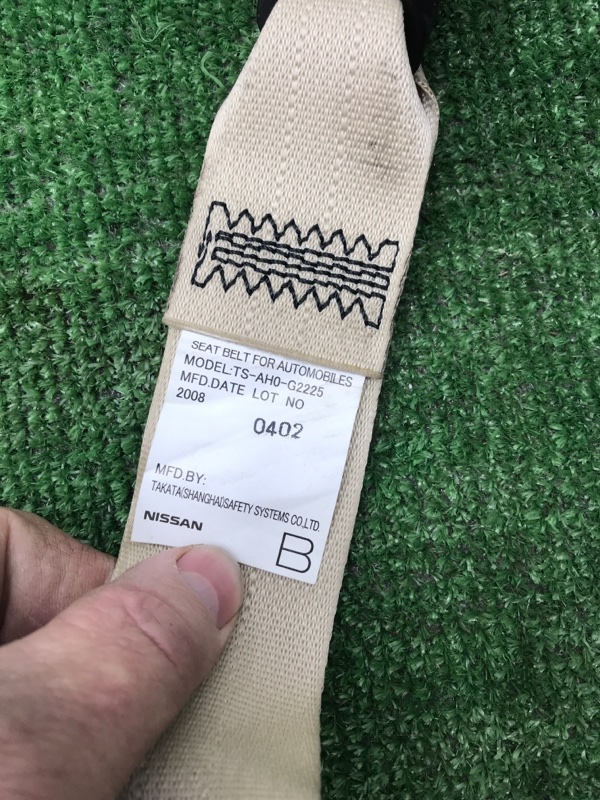 SEAT BELT FOR AUTOMOBILES
MODEL:TS-AH0-G2225
MFD.DATE LOT NO
2008
0402
MFD.BY:
TAKATA(SHANGHAI)SAFETY SYSTEMS CO.,LTD.
NISSAN
B